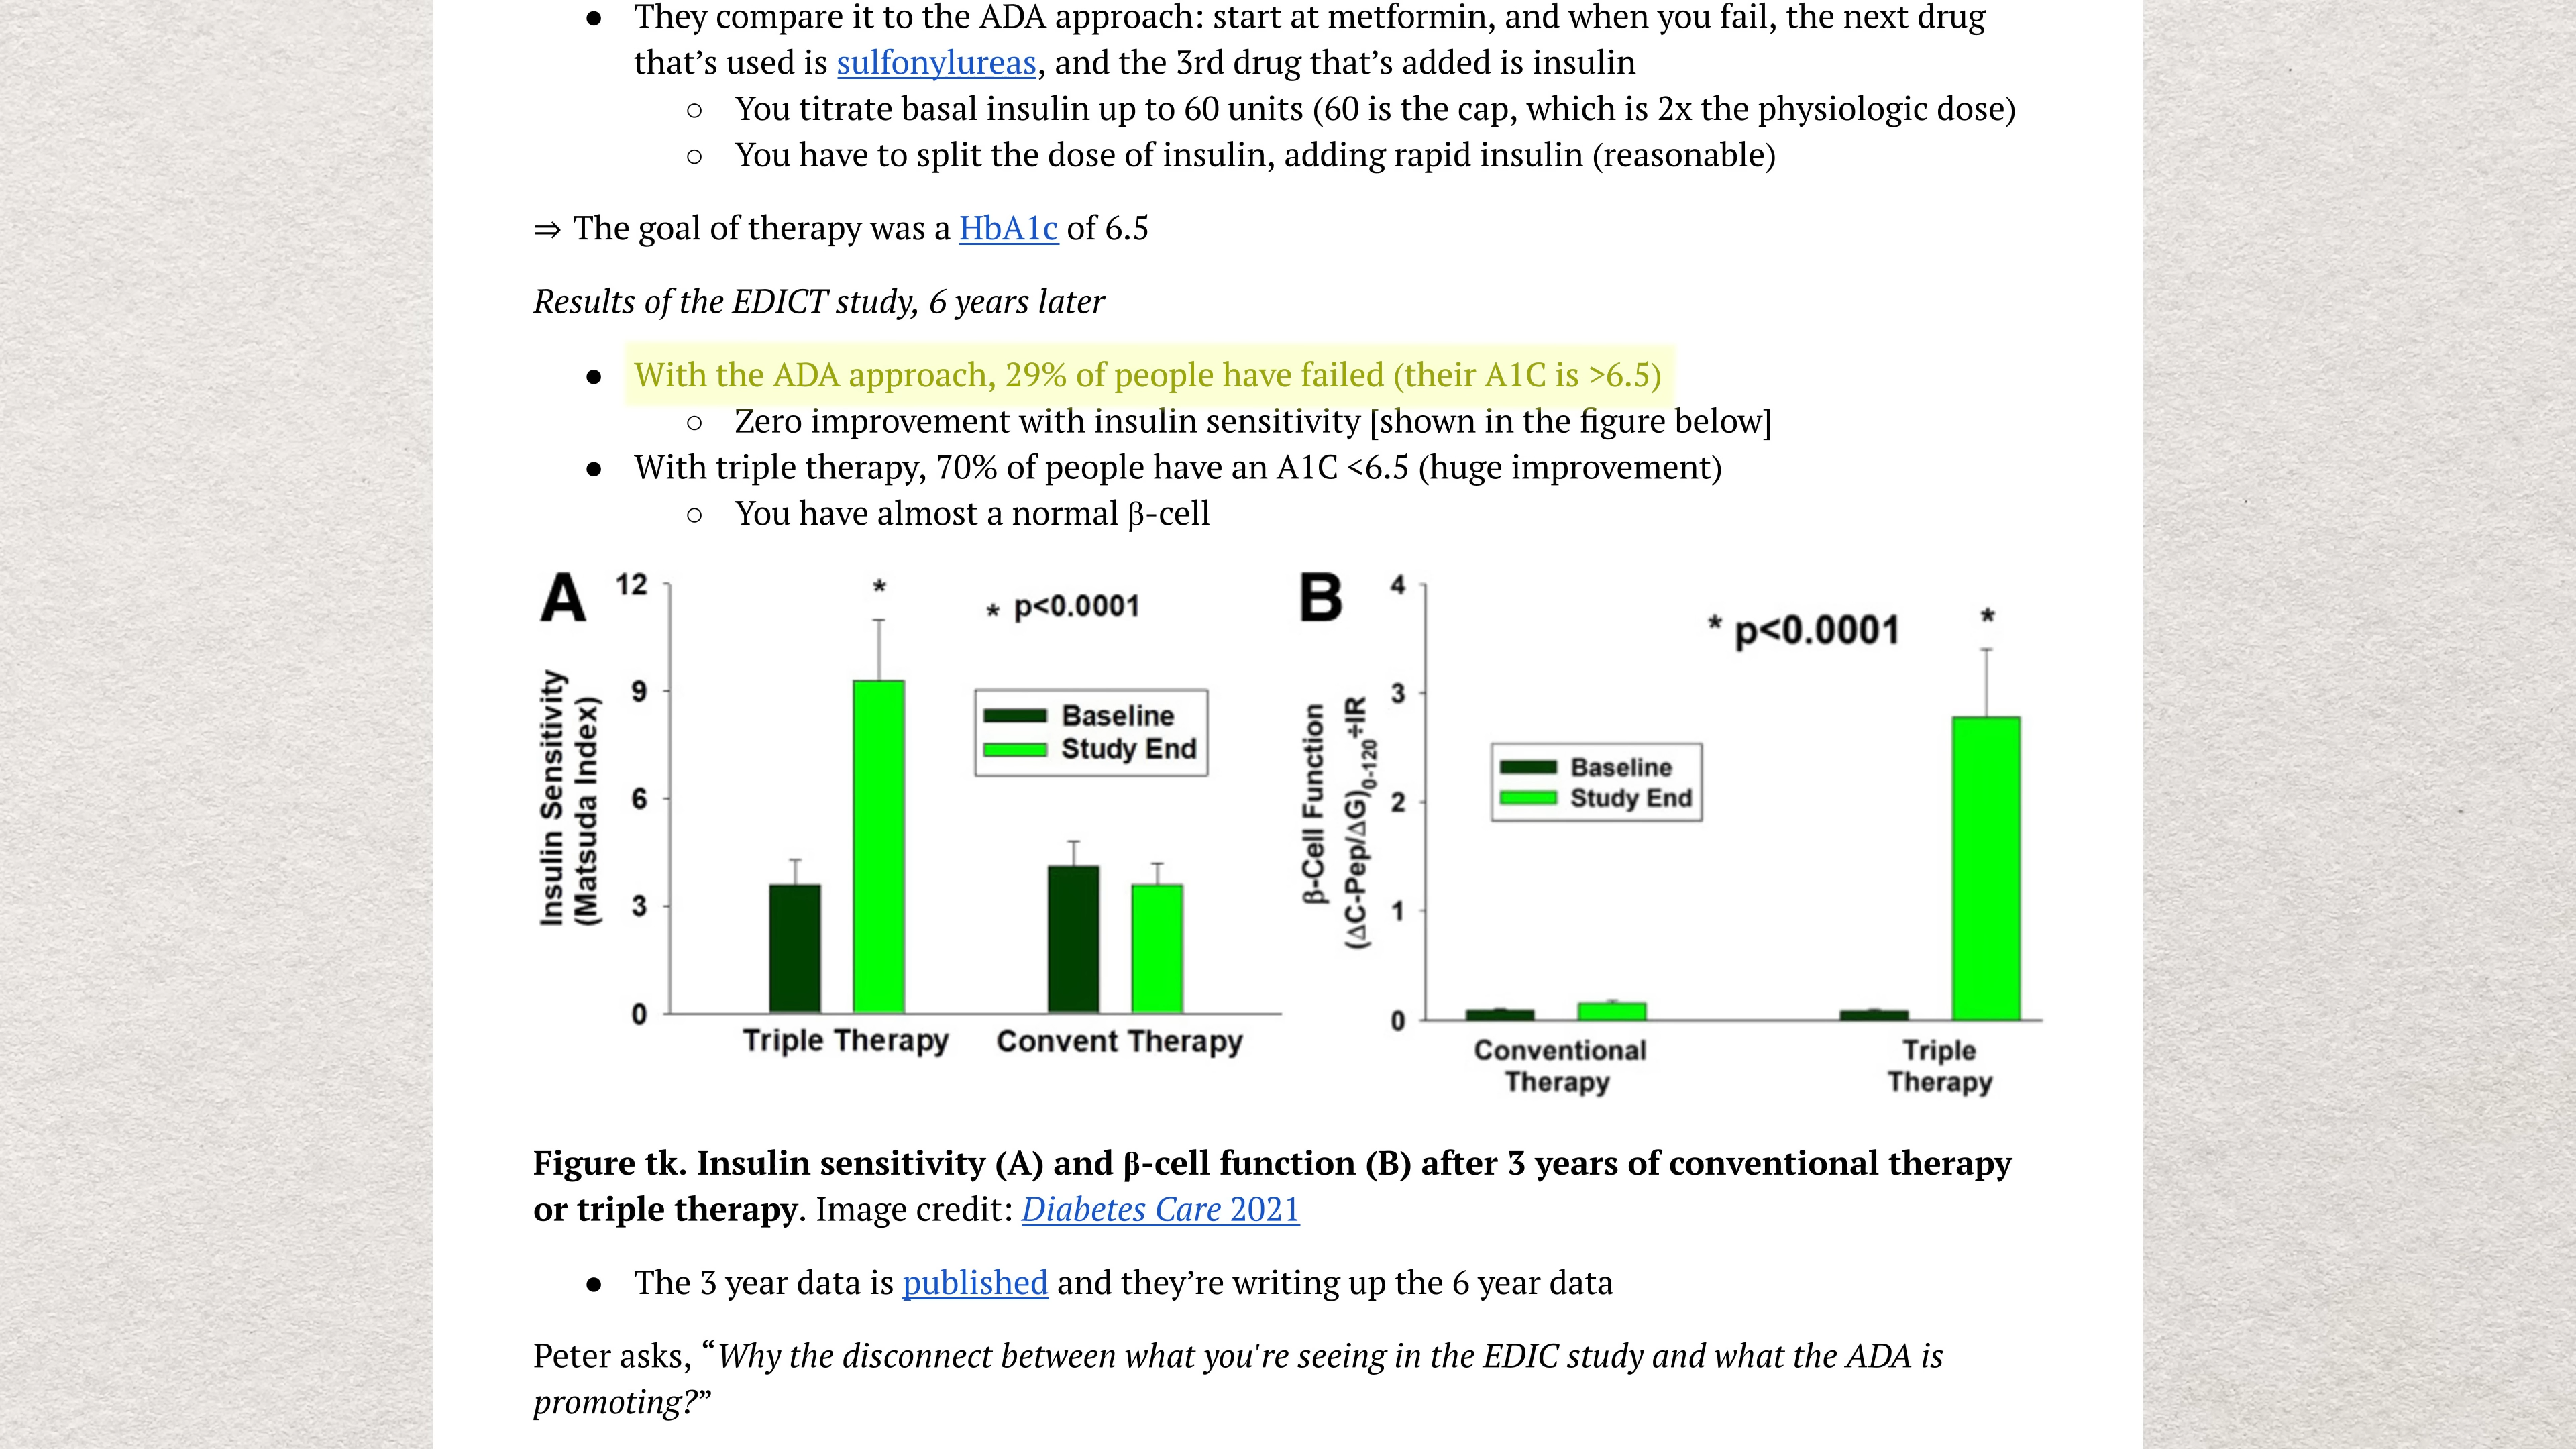 ● They compare it to the ADA approach: start at metformin, and when you fail, the next drug
that’s used is sulfonylureas, and the 3rd drug that’s added is insulin
○ You titrate basal insulin up to 60 units (60 is the cap, which is 2x the physiologic dose)
○ You have to split the dose of insulin, adding rapid insulin (reasonable)
⇒ The goal of therapy was a HbA1c of 6.5
Results of the EDICT study, 6 years later
● With the ADA approach, 29% of people have failed (their A1C is >6.5)
○ Zero improvement with insulin sensitivity [shown in the figure below]
● With triple therapy, 70% of people have an A1C <6.5 (huge improvement)
○ You have almost a normal β-cell
A
Insulin Sensitivity
(Matsuda Index)
12
9
6
3
0
*
* p<0.0001
Baseline
Study End
Triple Therapy
Convent Therapy
B
β-Cell Function
(ΔC-Pep/ΔG)0-120÷IR
4
3
2
1
0
* p<0.0001
*
Baseline
Study End
Conventional
Therapy
Triple
Therapy
Figure tk. Insulin sensitivity (A) and β-cell function (B) after 3 years of conventional therapy
or triple therapy. Image credit: Diabetes Care 2021
● The 3 year data is published and they’re writing up the 6 year data
Peter asks, “Why the disconnect between what you're seeing in the EDIC study and what the ADA is
promoting?”